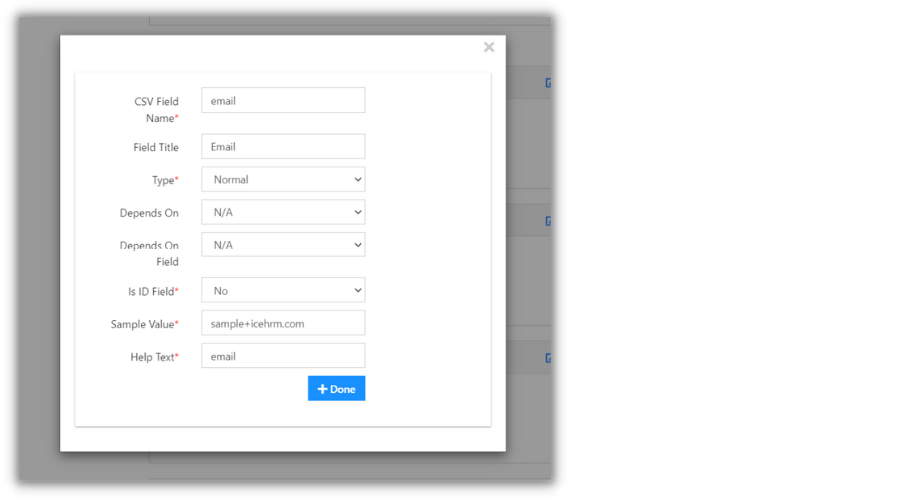 ×
CSV Field
Name*
email
Field Title
Email
Type*
Normal
Depends On
N/A
Depends On
Field
N/A
Is ID Field*
No
Sample Value*
sample+icehrm.com
Help Text*
email
+ Done